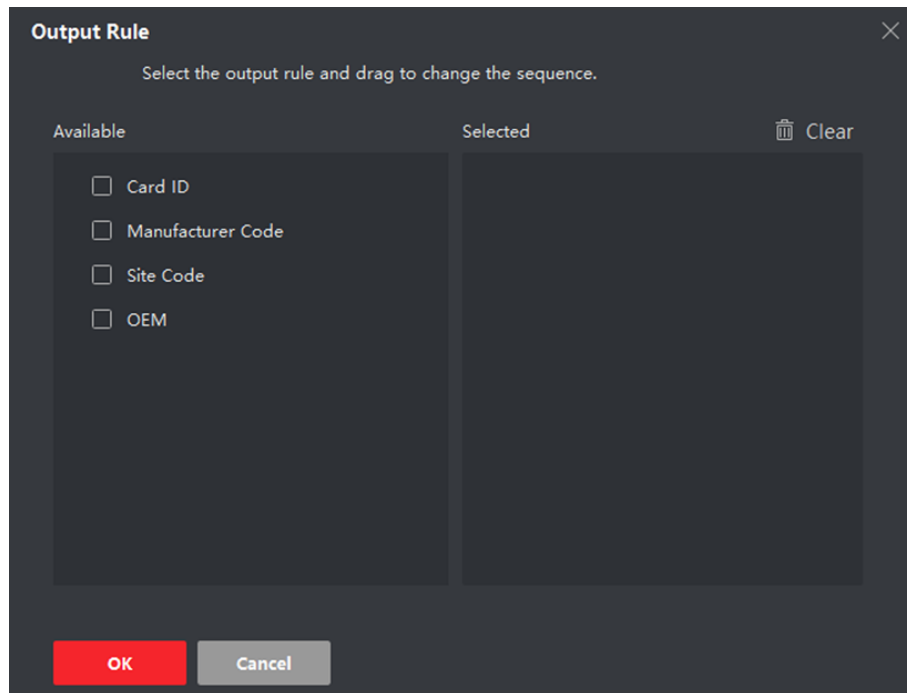 Output Rule
Select the output rule and drag to change the sequence.
Available
Selected
Clear
Card ID
Manufacturer Code
Site Code
OEM
OK
Cancel